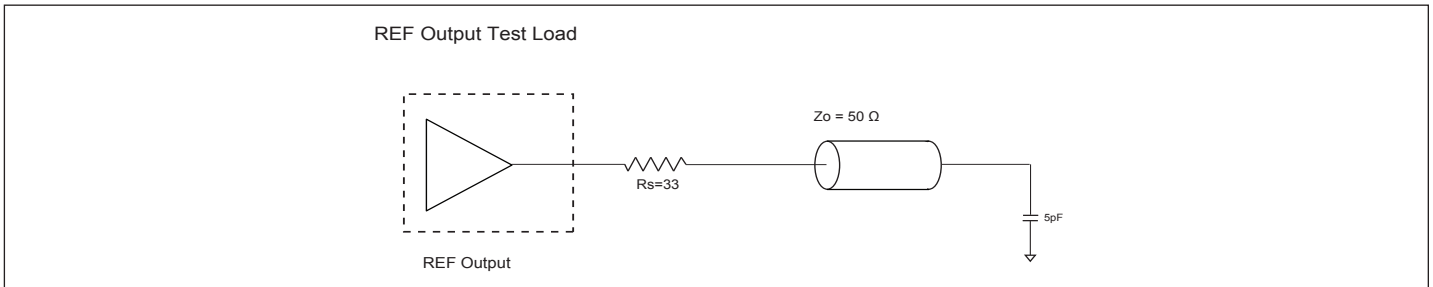 REF Output Test Load
Zo = 50 Ω
Rs=33
5pF
REF Output